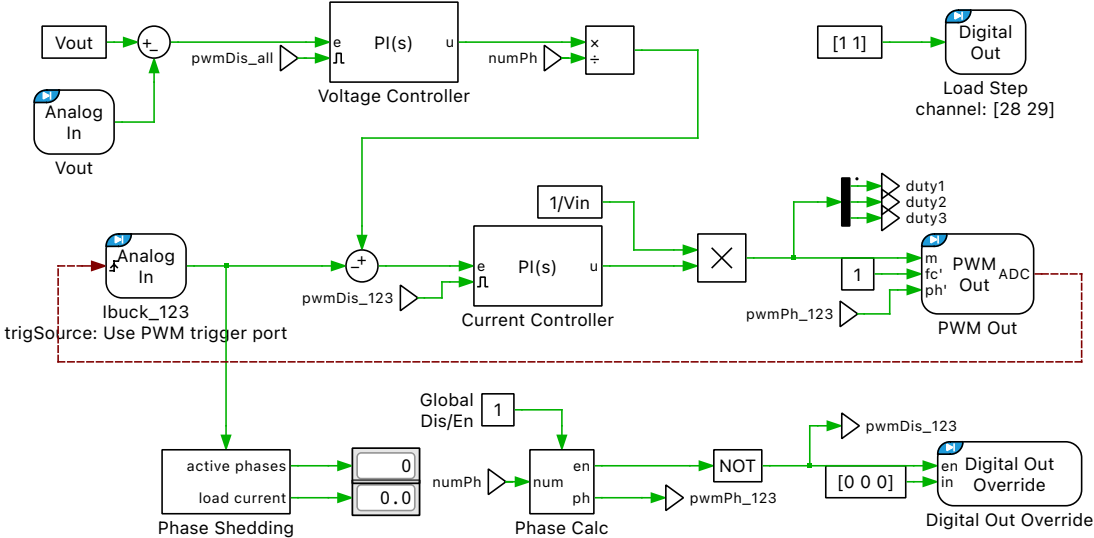 Vout
+
−
Analog
In
Vout
pwmDis_all
e
PI(s)
u
Voltage Controller
numPh
×
÷
[1 1]
Digital
Out
Load Step
channel: [28 29]
1/Vin
duty1
duty2
duty3
Analog
In
Ibuck_123
trigSource: Use PWM trigger port
−
+
pwmDis_123
e
PI(s)
u
Current Controller
×
1
pwmPh_123
m
fc'
ph'
PWM
Out
ADC
PWM Out
active phases
load current
Phase Shedding
0
0.0
Global
Dis/En
1
numPh
num
en
ph
Phase Calc
NOT
pwmPh_123
pwmDis_123
[0 0 0]
en
in
Digital Out
Override
Digital Out Override